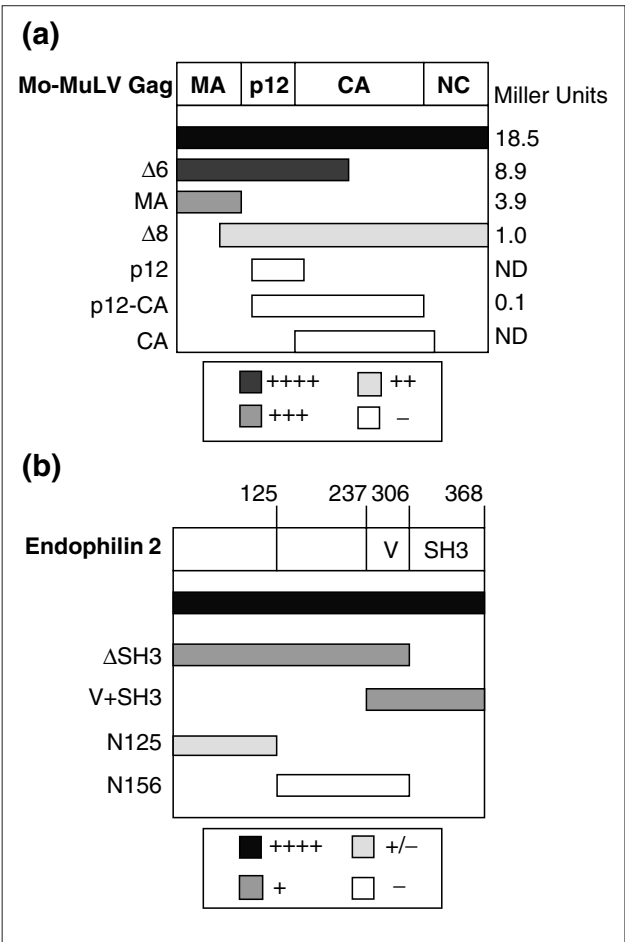 (a)
Mo-MuLV Gag MA p12 CA NC Miller Units
18.5
Δ6 8.9
MA 3.9
Δ8 1.0
p12 ND
p12-CA 0.1
CA ND
++++ ++
+++ –
(b)
125 237 306 368
Endophilin 2 V SH3
ΔSH3
V+SH3
N125
N156
++++ +/–
+ –